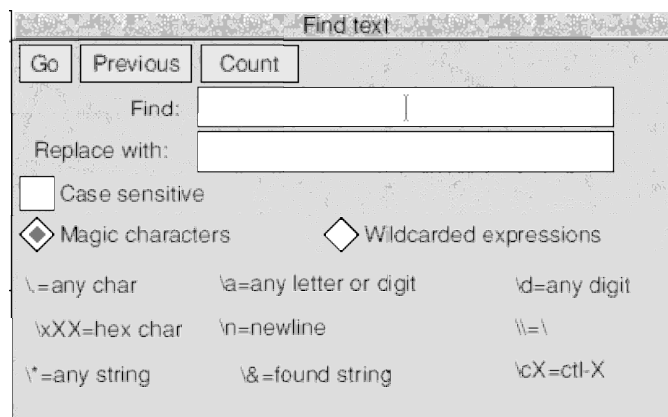 Find text
Go Previous Count
Find:
Replace with:
Case sensitive
Magic characters Wildcarded expressions
\.=any char \a=any letter or digit \d=any digit
\xXX=hex char \n=newline \\=\
\*=any string \&=found string \cX=ctl-X